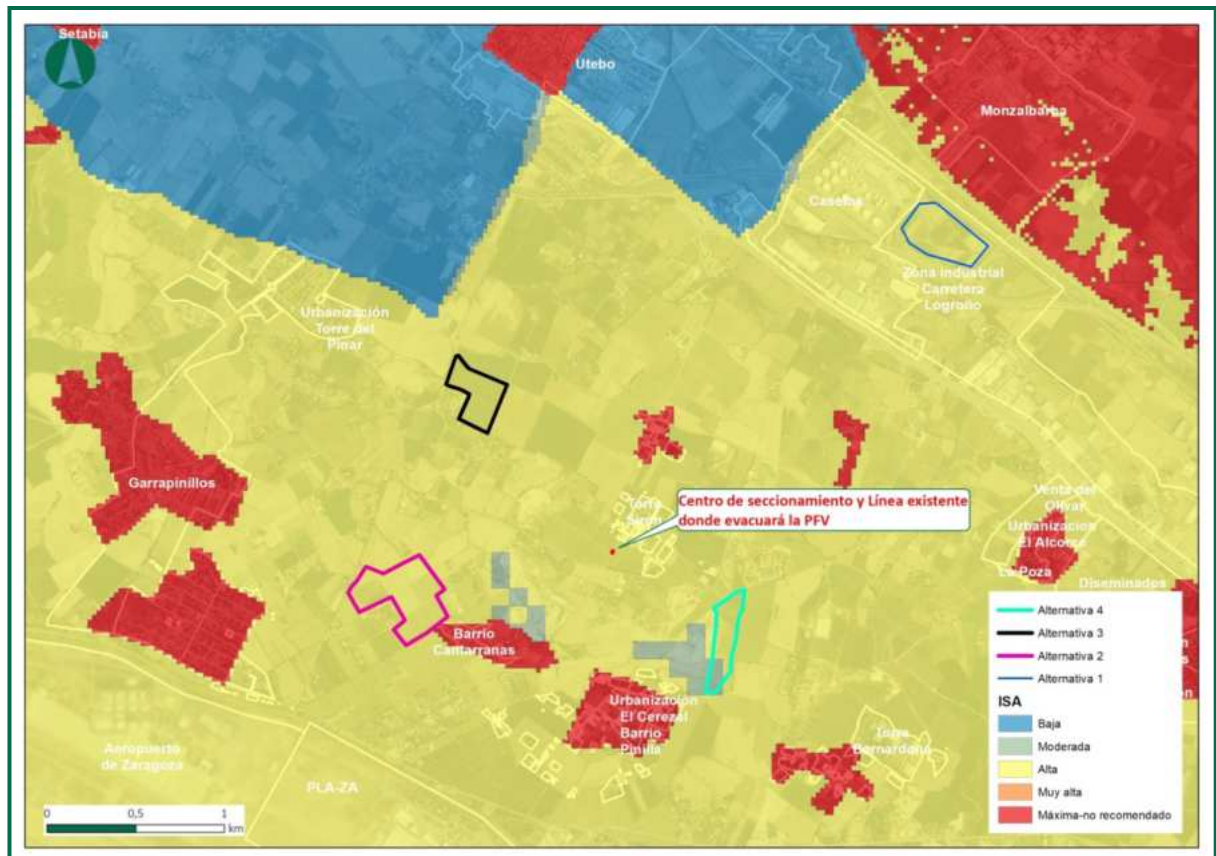 Setabia
Utebo
Monzalbarba
Casetas
Zona industrial
Carretera
Logroño
Urbanización
Torre del
Pinar
Garrapinillos
Centro de seccionamiento y Línea existente
donde evacuará la PFV
Venta del
Olivar
Urbanización
El Alcorce
La Poza
Diseminados
Barrio
Cantarranas
Urbanización
El Cerezal
Barrio
Pinilla
Torre
Bernardona
Aeropuerto
de Zaragoza
PLA-ZA
0
0,5
1
km
Alternativa 4
Alternativa 3
Alternativa 2
Alternativa 1
ISA
Baja
Moderada
Alta
Muy alta
Máxima-no recomendado